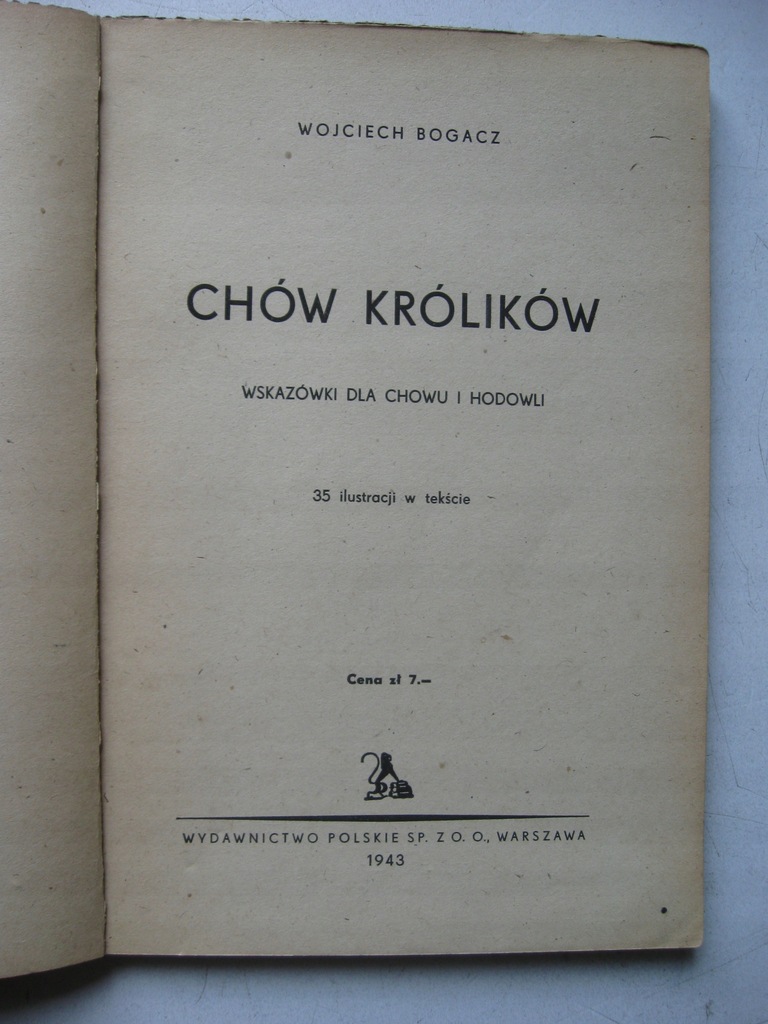 WOJCIECH BOGACZ
CHÓW KRÓLIKÓW
WSKAZÓWKI DLA CHOWU I HODOWLI
35 ilustracji w tekście
Cena zł 7.—
WYDAWNICTWO POLSKIE SP. Z O. O., WARSZAWA
1943